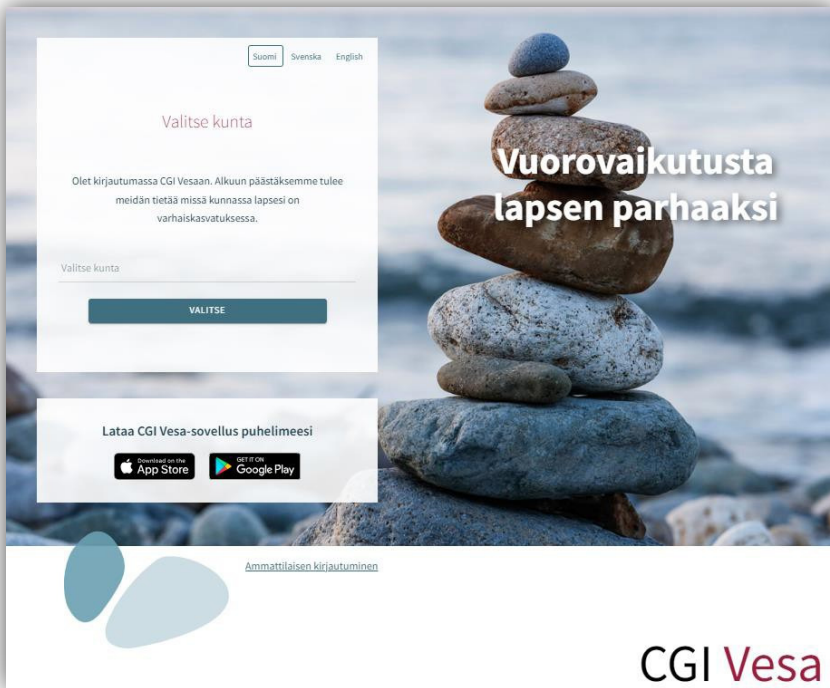 Suomi Svenska English
Valitse kunta
Olet kirjautumassa CGI Vesaan. Alkuun päästäksemme tulee
meidän tietää missä kunnassa lapsesi on
varhaiskasvatuksessa.
Valitse kunta
VALITSE
Vuorovaikutusta
lapsen parhaaksi
Lataa CGI Vesa-sovellus puhelimeesi
Download on the
App Store
GET IT ON
Google Play
Ammattilaisen kirjautuminen
CGI Vesa